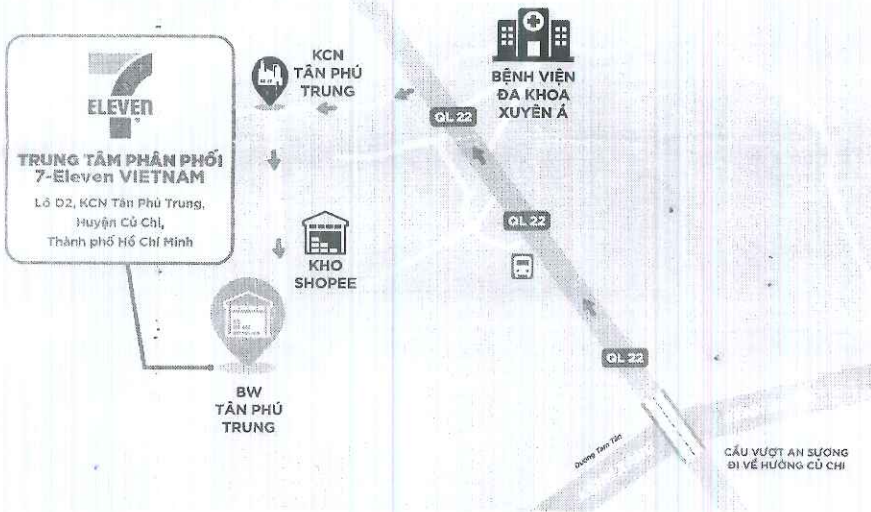 7
ELEVEN
TRUNG TÂM PHÂN PHỐI
7-Eleven VIETNAM
Lô D2, KCN Tân Phú Trung,
Huyện Củ Chi,
Thành phố Hồ Chí Minh
KCN
TÂN PHÚ
TRUNG
BỆNH VIỆN
ĐA KHOA
XUYÊN Á
QL 22
QL 22
KHO
SHOPEE
QL 22
BW
TÂN PHÚ
TRUNG
Dương Tam Tân
CẦU VƯỢT AN SƯƠNG
ĐI VỀ HƯỚNG CỦ CHI